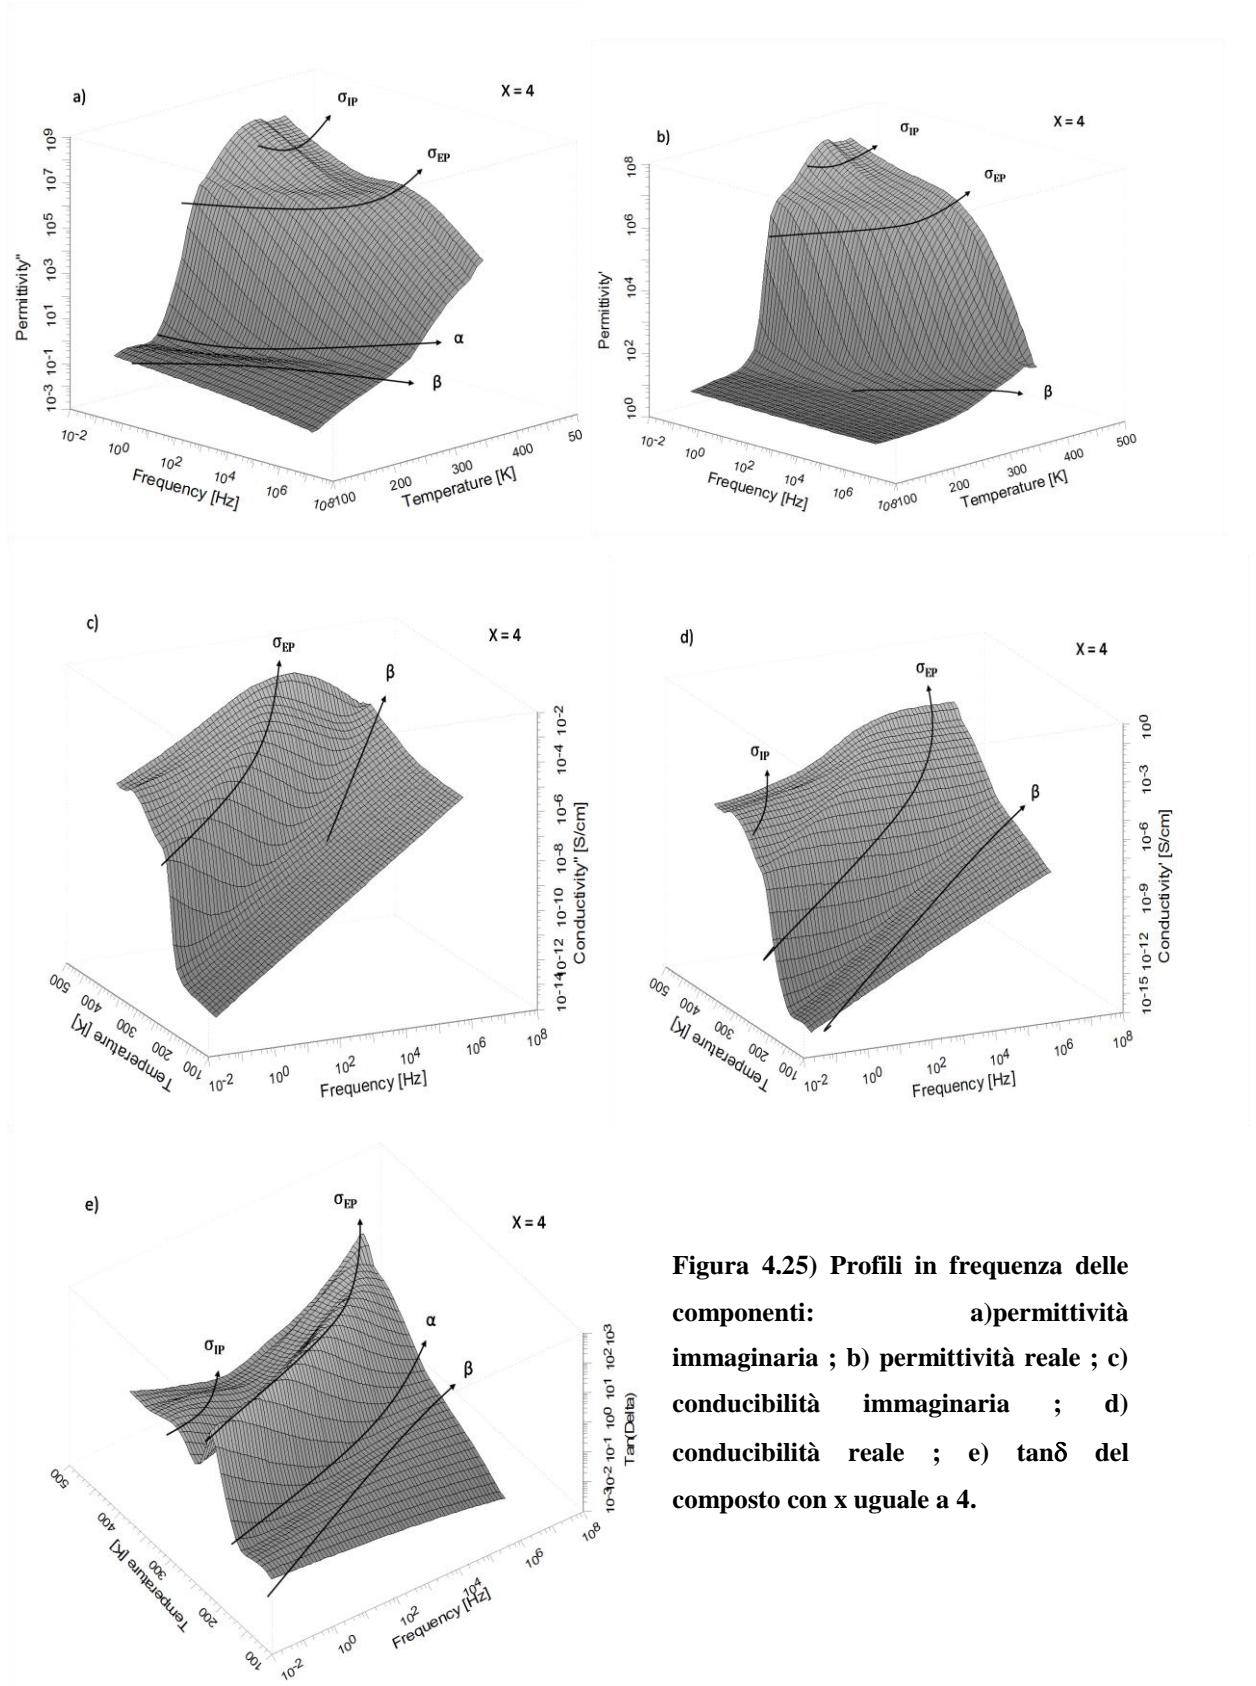 a)
X = 4
σIP
σEP
α
β
Permittivity''
10^9
10^7
10^5
10^3
10^1
10^-1
10^-3
10^-2
10^0
10^2
10^4
10^6
10^8
Frequency [Hz]
100
200
300
400
50
Temperature [K]
b)
X = 4
σIP
σEP
β
Permittivity'
10^8
10^6
10^4
10^2
10^0
10^-2
10^0
10^2
10^4
10^6
10^8
Frequency [Hz]
100
200
300
400
500
Temperature [K]
c)
X = 4
σEP
β
10^-2
10^-4
10^-6
10^-8
10^-10
10^-12
10^-14
Conductivity'' [S/cm]
500
400
300
200
100
Temperature [K]
10^-2
10^0
10^2
10^4
10^6
10^8
Frequency [Hz]
d)
X = 4
σEP
σIP
β
10^0
10^-3
10^-6
10^-9
10^-12
10^-15
Conductivity' [S/cm]
500
400
300
200
100
Temperature [K]
10^-2
10^0
10^2
10^4
10^6
10^8
Frequency [Hz]
e)
X = 4
σEP
σIP
α
β
10^3
10^2
10^1
10^0
10^-1
10^-2
10^-3
Tan(Delta)
500
400
300
200
100
Temperature [K]
10^-2
10^0
10^2
10^4
10^6
10^8
Frequency [Hz]
Figura 4.25) Profili in frequenza delle
componenti: a)permittività
immaginaria ; b) permittività reale ; c)
conducibilità immaginaria ; d)
conducibilità reale ; e) tanδ del
composto con x uguale a 4.